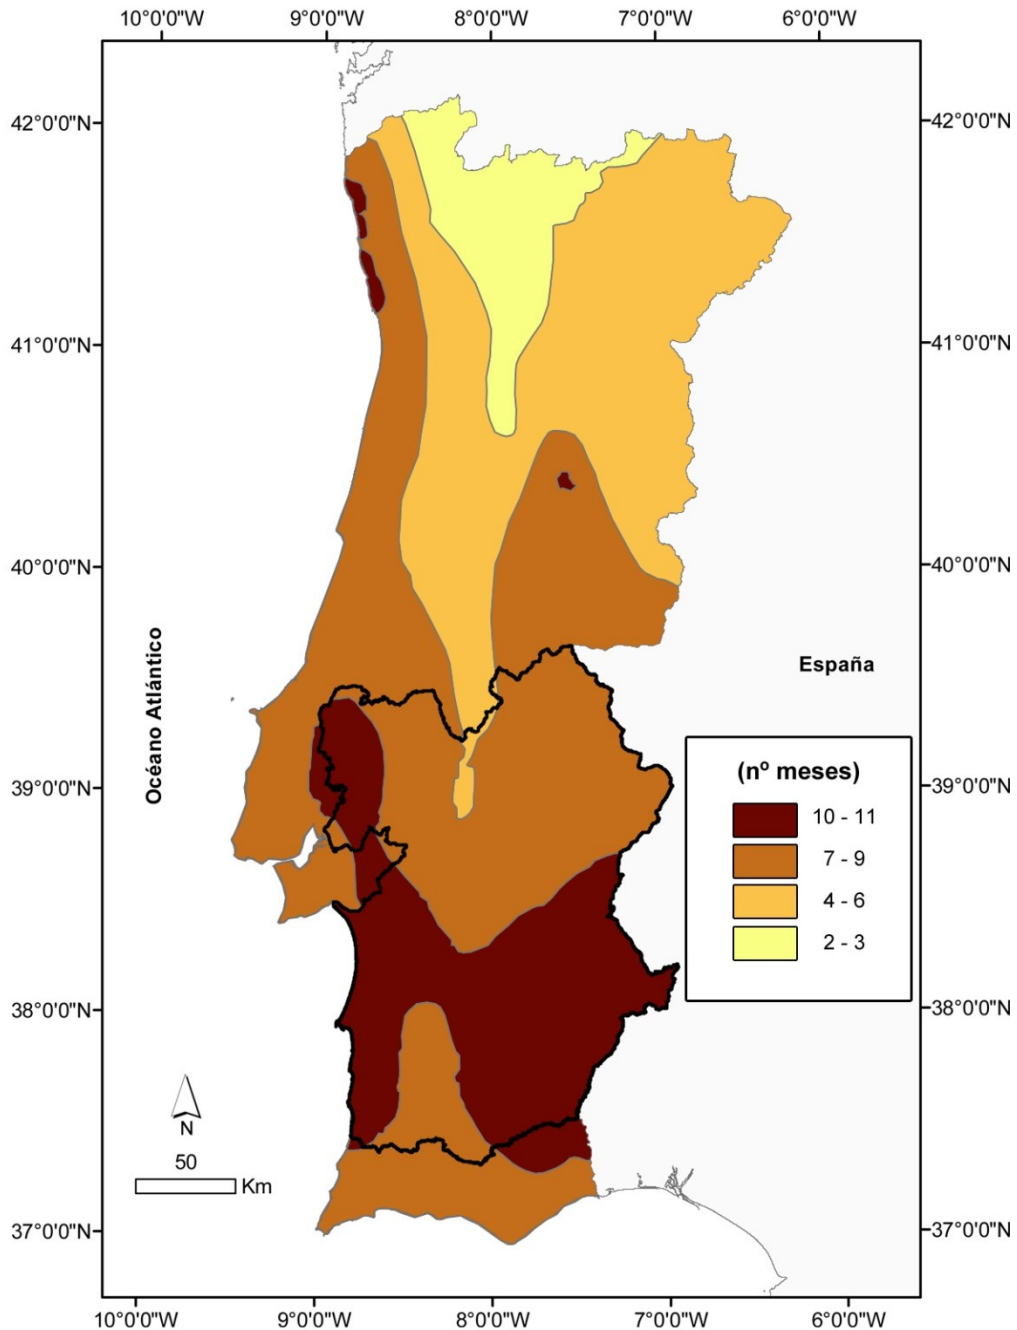 10°0'0"W 9°0'0"W 8°0'0"W 7°0'0"W 6°0'0"W
42°0'0"N 42°0'0"N
41°0'0"N 41°0'0"N
40°0'0"N 40°0'0"N
Océano Atlántico
España
(nº meses)
39°0'0"N 39°0'0"N
10 - 11
7 - 9
4 - 6
2 - 3
38°0'0"N 38°0'0"N
N
50
Km
37°0'0"N 37°0'0"N
10°0'0"W 9°0'0"W 8°0'0"W 7°0'0"W 6°0'0"W